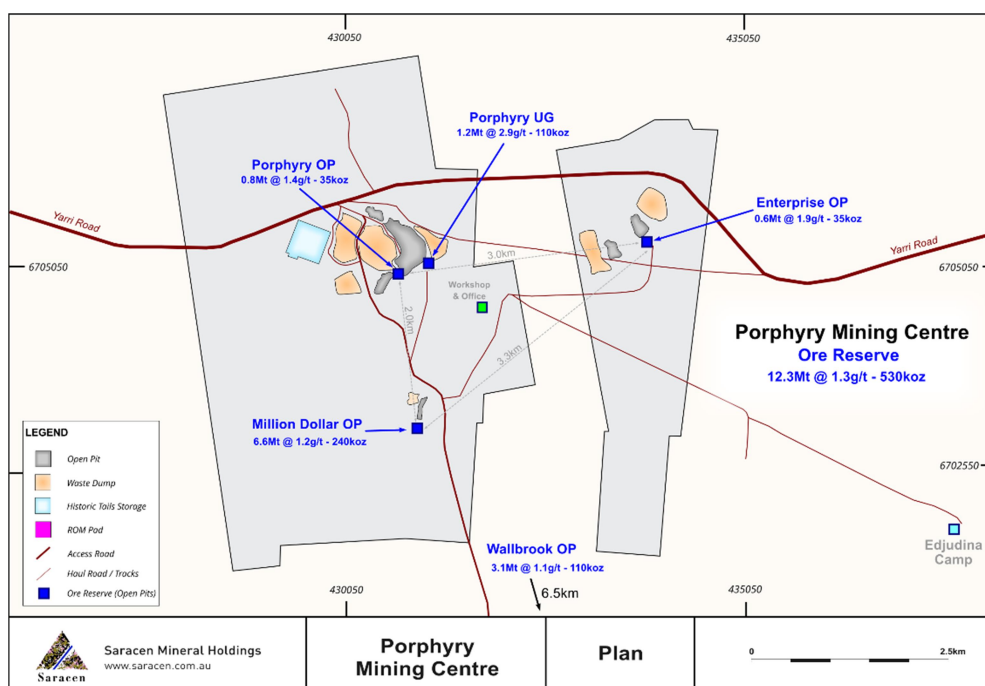 430050
435050
Porphyry UG
1.2Mt @ 2.9g/t - 110koz
Porphyry OP
0.8Mt @ 1.4g/t - 35koz
Enterprise OP
0.6Mt @ 1.9g/t - 35koz
Yarri Road
Yarri Road
6705050
6705050
3.0km
Workshop
& Office
2.0km
3.3km
Porphyry Mining Centre
Ore Reserve
12.3Mt @ 1.3g/t - 530koz
Million Dollar OP
6.6Mt @ 1.2g/t - 240koz
6702550
LEGEND
Open Pit
Waste Dump
Historic Tails Storage
ROM Pad
Access Road
Haul Road / Tracks
Ore Reserve (Open Pits)
Edjudina
Camp
Wallbrook OP
3.1Mt @ 1.1g/t - 110koz
6.5km
430050
435050
Saracen
Saracen Mineral Holdings
www.saracen.com.au
Porphyry
Mining Centre
Plan
0
2.5km